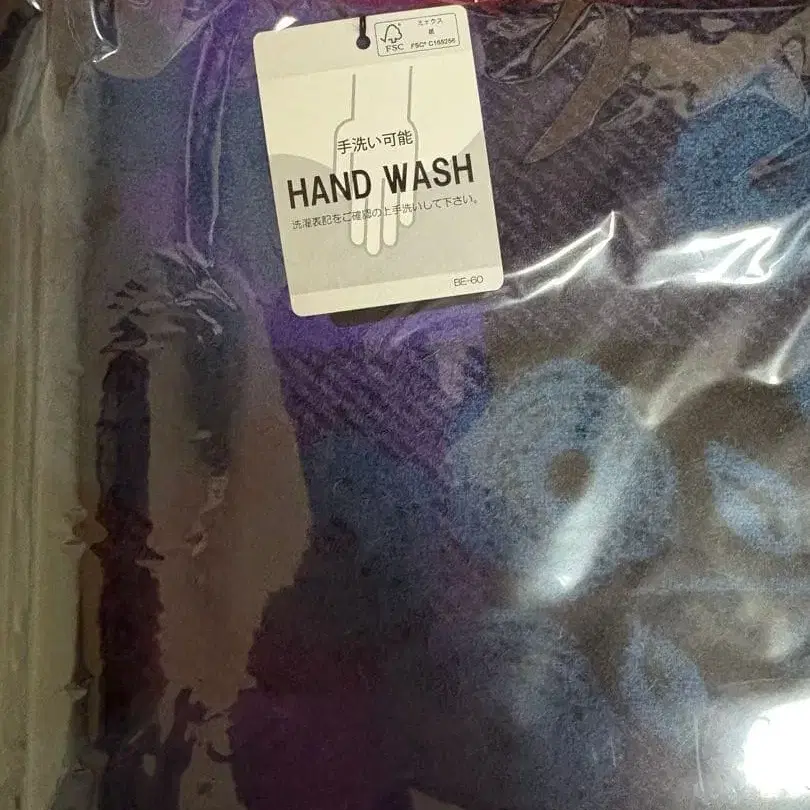 FSC
ミックス
紙
FSC® C166256
手洗い可能
HAND WASH
洗濯表記をご確認の上手洗いして下さい。
BE-60